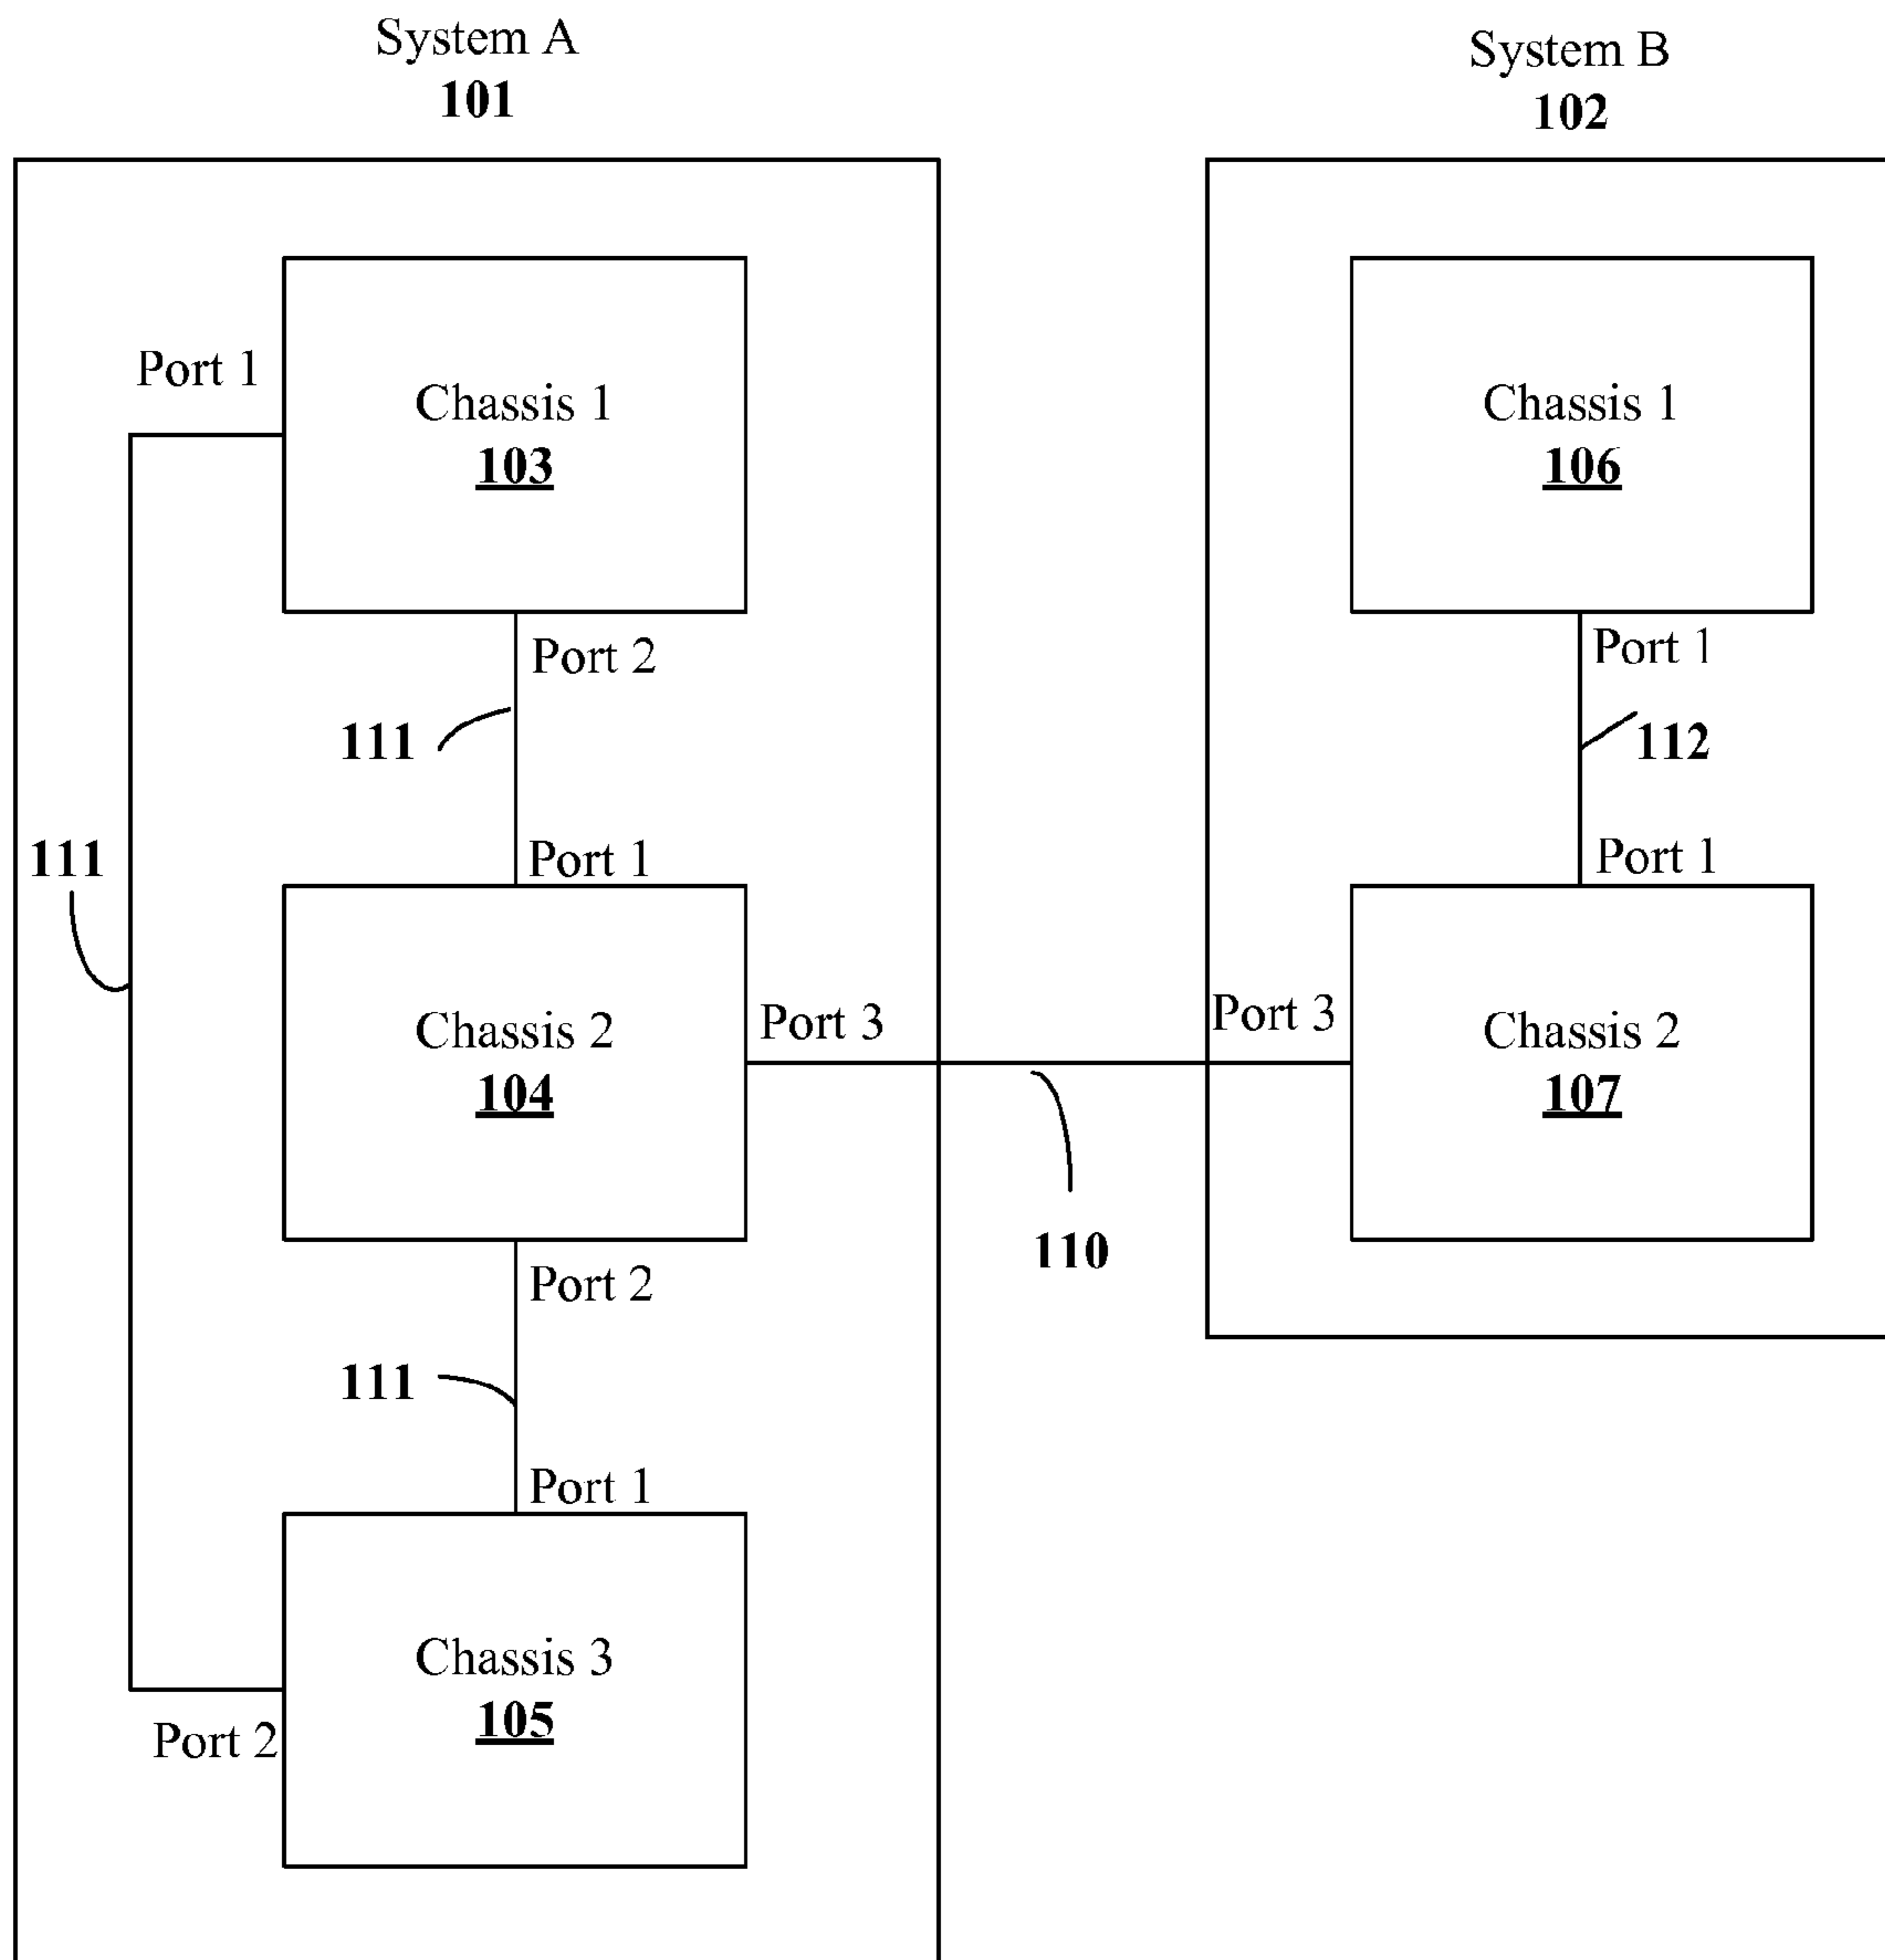 System A
101
System B
102
Port 1
Chassis 1
103
Chassis 1
106
Port 2
Port 1
111
112
111
Port 1
Port 1
Chassis 2
104
Port 3
Port 3
Chassis 2
107
110
Port 2
111
Port 1
Chassis 3
105
Port 2